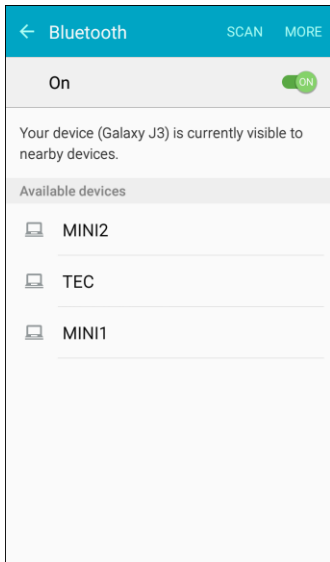 Bluetooth SCAN MORE
On ON
Your device (Galaxy J3) is currently visible to
nearby devices.
Available devices
MINI2
TEC
MINI1